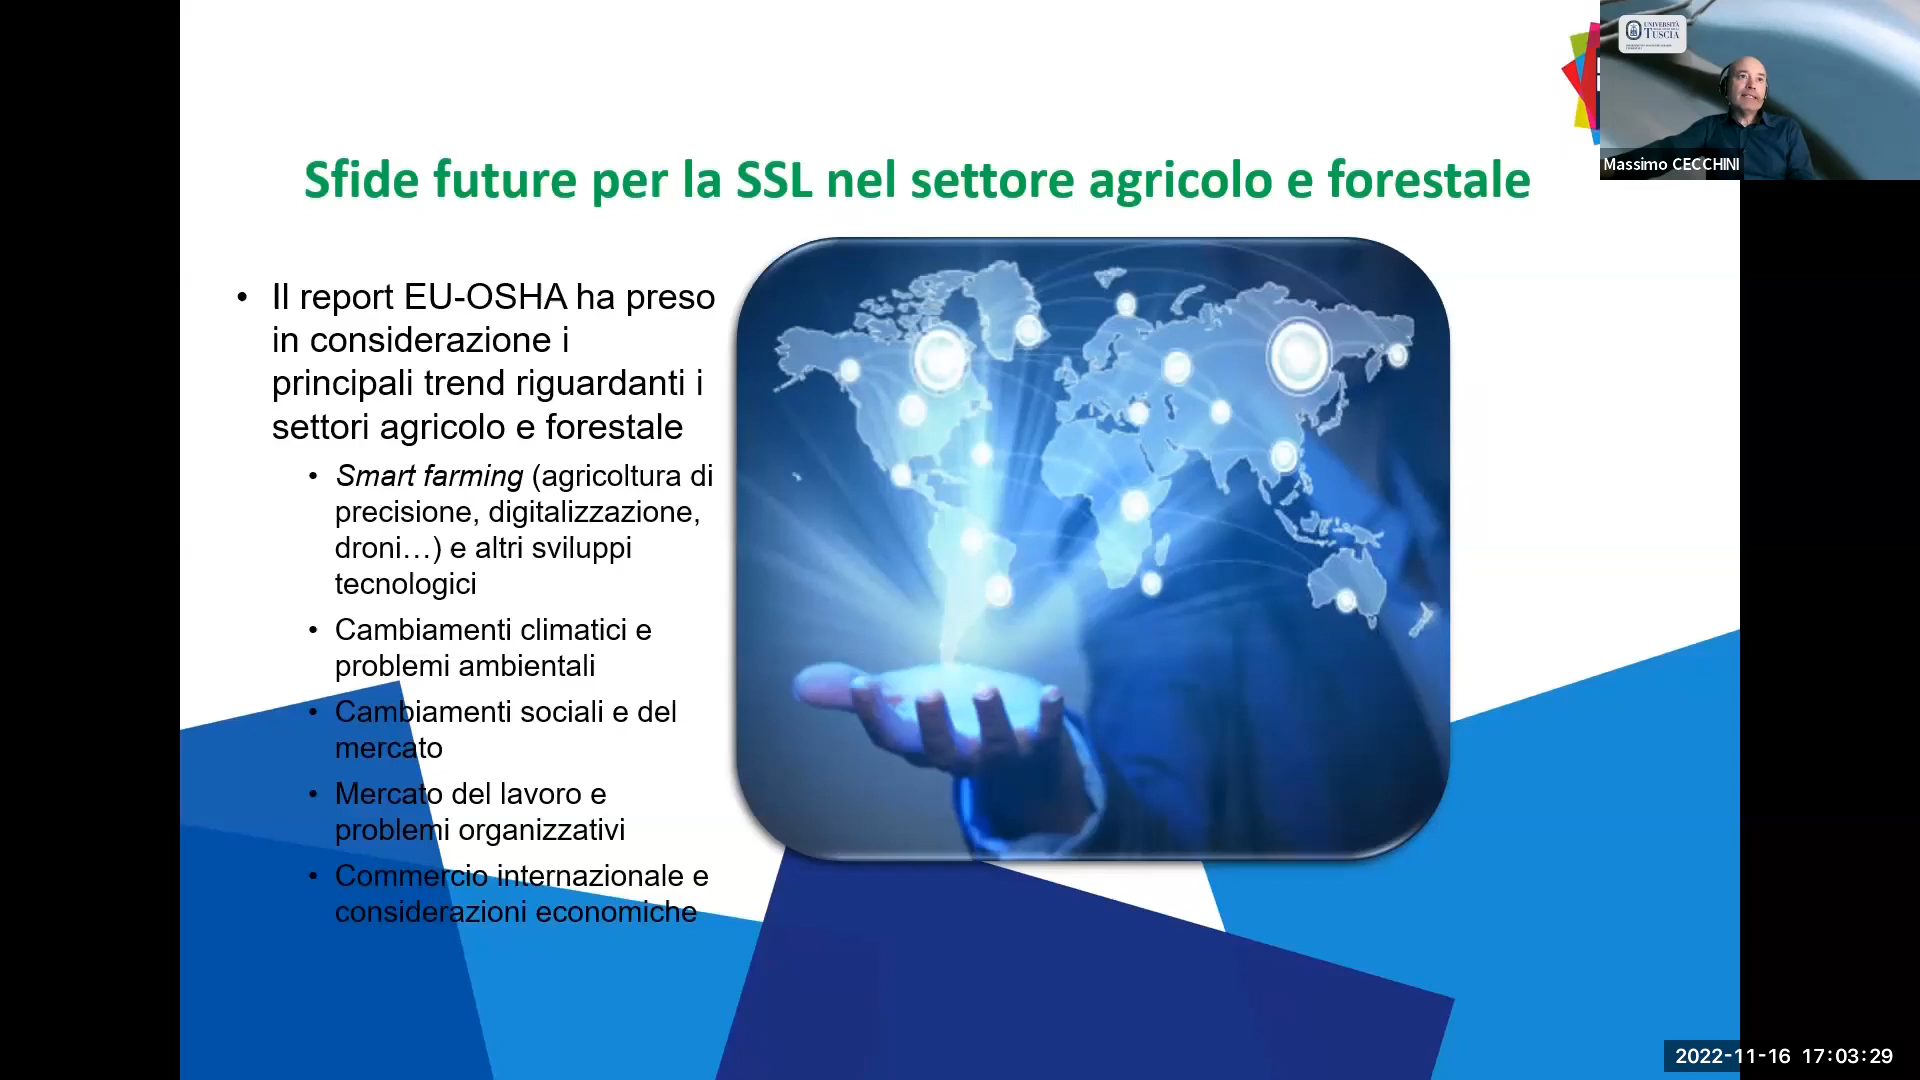 UNIVERSITÀ
TUSCIA
Massimo CECCHINI
Sfide future per la SSL nel settore agricolo e forestale
• Il report EU-OSHA ha preso
in considerazione i
principali trend riguardanti i
settori agricolo e forestale
• Smart farming (agricoltura di
precisione, digitalizzazione,
droni…) e altri sviluppi
tecnologici
• Cambiamenti climatici e
problemi ambientali
• Cambiamenti sociali e del
mercato
• Mercato del lavoro e
problemi organizzativi
• Commercio internazionale e
considerazioni economiche
2022-11-16 17:03:29